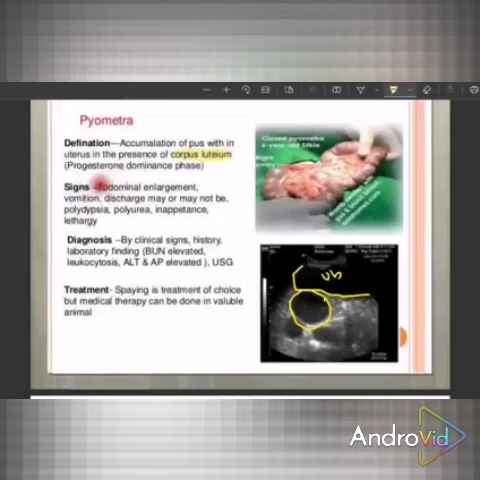 Pyometra
Defination—Accumalation of pus with in
uterus in the presence of corpus luteium
(Progesterone dominance phase)
Signs –Abdominal enlargement,
vomition, discharge may or may not be,
polydypsia, polyurea, inappetance,
lethargy
Diagnosis –By clinical signs, history,
laboratory finding (BUN elevated,
leukocytosis, ALT & AP elevated ), USG
Treatment- Spaying is treatment of choice
but medical therapy can be done in valuble
animal
Closed pyometra
UB
AndroVid